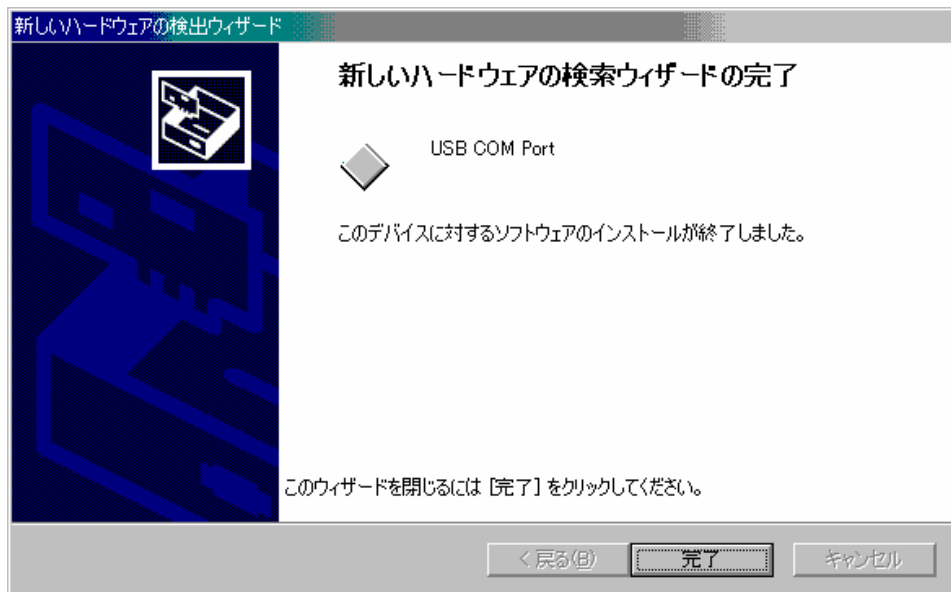 新しいハードウェアの検出ウィザード
新しいハードウェアの検索ウィザードの完了
USB COM Port
このデバイスに対するソフトウェアのインストールが終了しました。
このウィザードを閉じるには [完了] をクリックしてください。
< 戻る(B) 完了 キャンセル